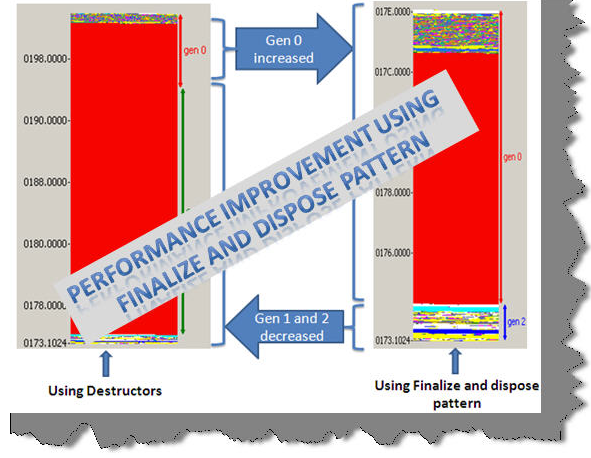 0198.0000
0190.0000
0188.0000
0180.0000
0178.000
0173.1024
gen 0
Gen 0
increased
017E.0000
017C.0000
0178.0000
0176.0000
0173.1024
gen 0
gen 2
PERFORMANCE IMPROVEMENT USING
FINALIZE AND DISPOSE PATTERN
Gen 1 and 2
decreased
Using Destructors
Using Finalize and dispose
pattern